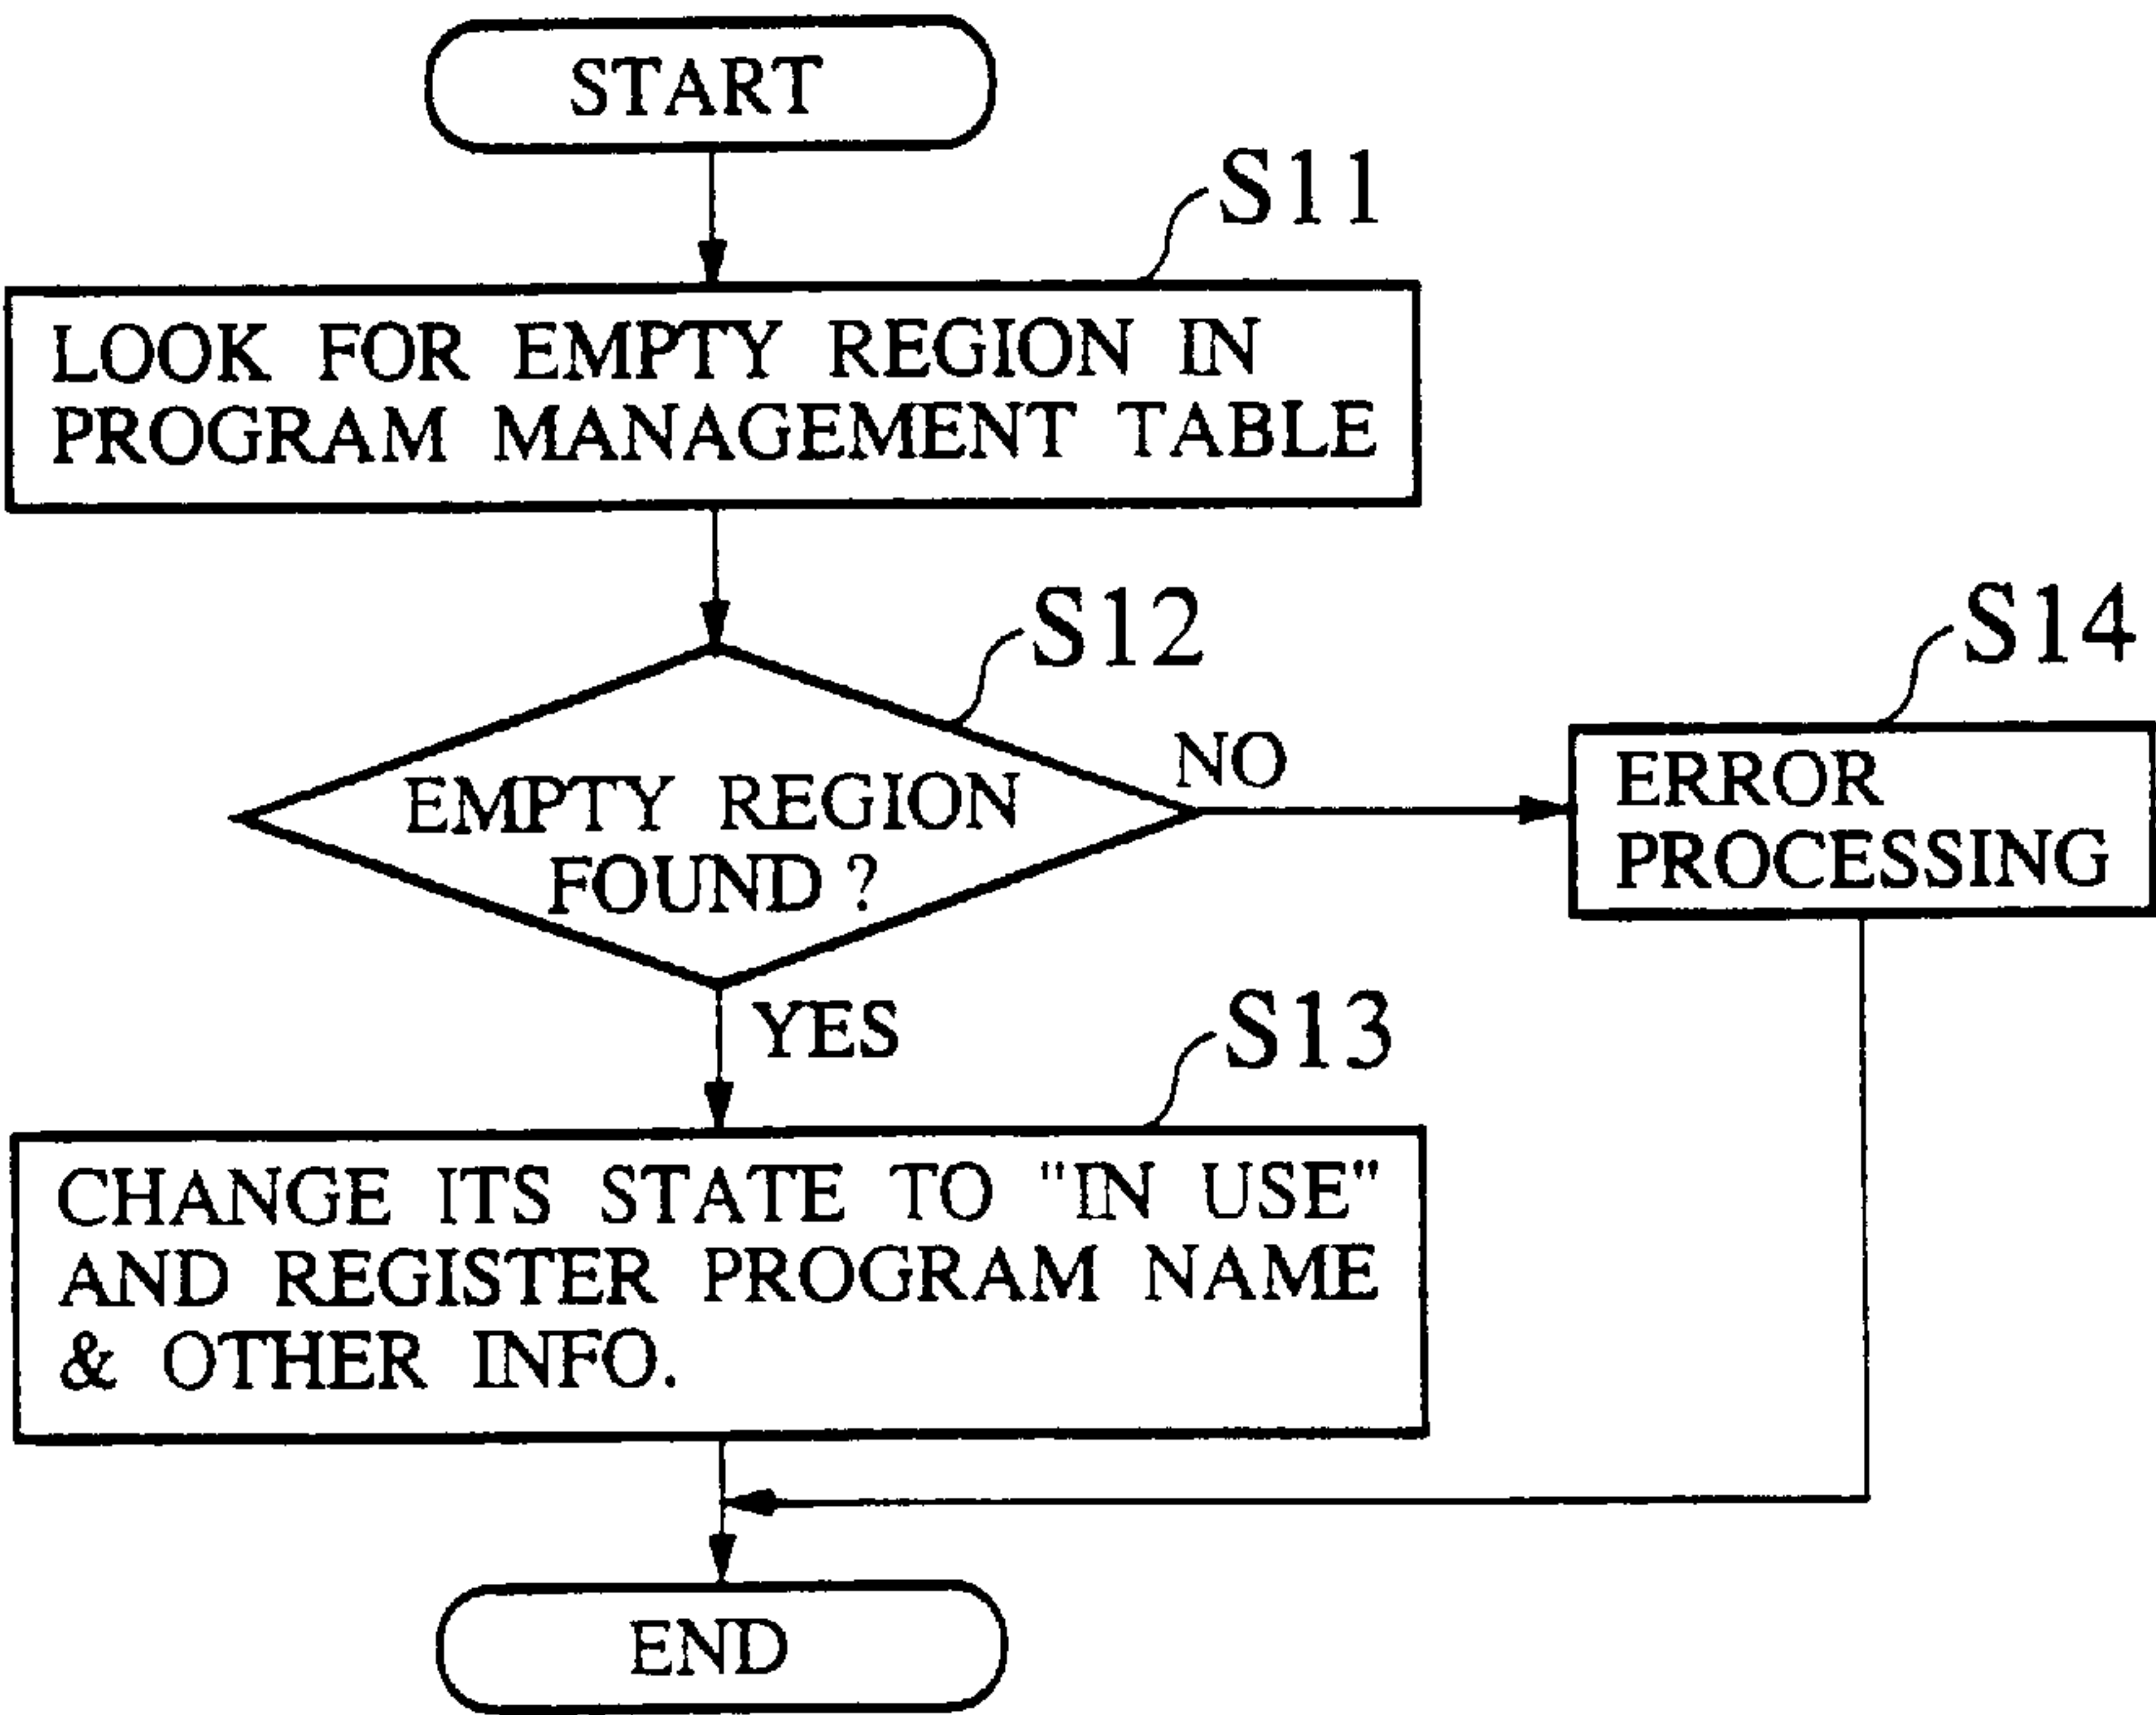 START
S11
LOOK FOR EMPTY REGION IN
PROGRAM MANAGEMENT TABLE
S12
S14
NO
EMPTY REGION
FOUND?
ERROR
PROCESSING
YES
S13
CHANGE ITS STATE TO "IN USE"
AND REGISTER PROGRAM NAME
& OTHER INFO.
END